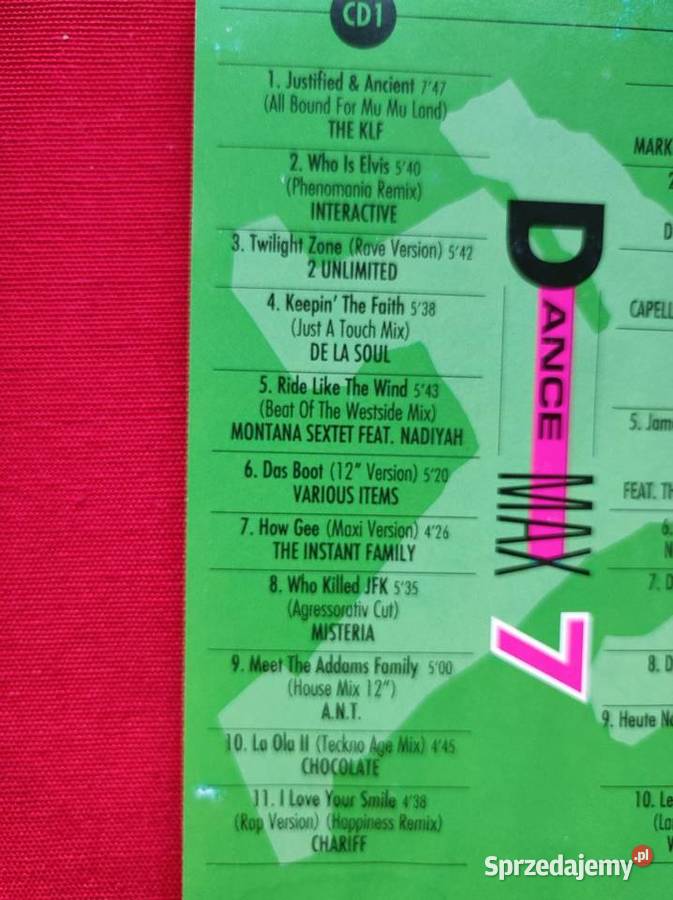 CD1
1. Justified & Ancient 7'47
(All Bound For Mu Mu Land)
THE KLF
2. Who Is Elvis 5'40
(Phenomania Remix)
INTERACTIVE
3. Twilight Zone (Rave Version) 5'42
2 UNLIMITED
4. Keepin' The Faith 5'38
(Just A Touch Mix)
DE LA SOUL
5. Ride Like The Wind 5'43
(Beat Of The Westside Mix)
MONTANA SEXTET FEAT. NADIYAH
6. Das Boot (12" Version) 5'20
VARIOUS ITEMS
7. How Gee (Maxi Version) 4'26
THE INSTANT FAMILY
8. Who Killed JFK 5'35
(Agressorativ Cut)
MISTERIA
9. Meet The Addams Family 5'00
(House Mix 12")
A.N.T.
10. La Ola II (Teckno Age Mix) 4'45
CHOCOLATE
11. I Love Your Smile 4'38
(Rap Version) (Happiness Remix)
CHARIFF
DANCE
MAX
7
MARK
2
D
CAPELL
5. Jam
FEAT. TH
6.
N
7. D
8. D
9. Heute N
10. Le
(La
Sprzedajemy.pl